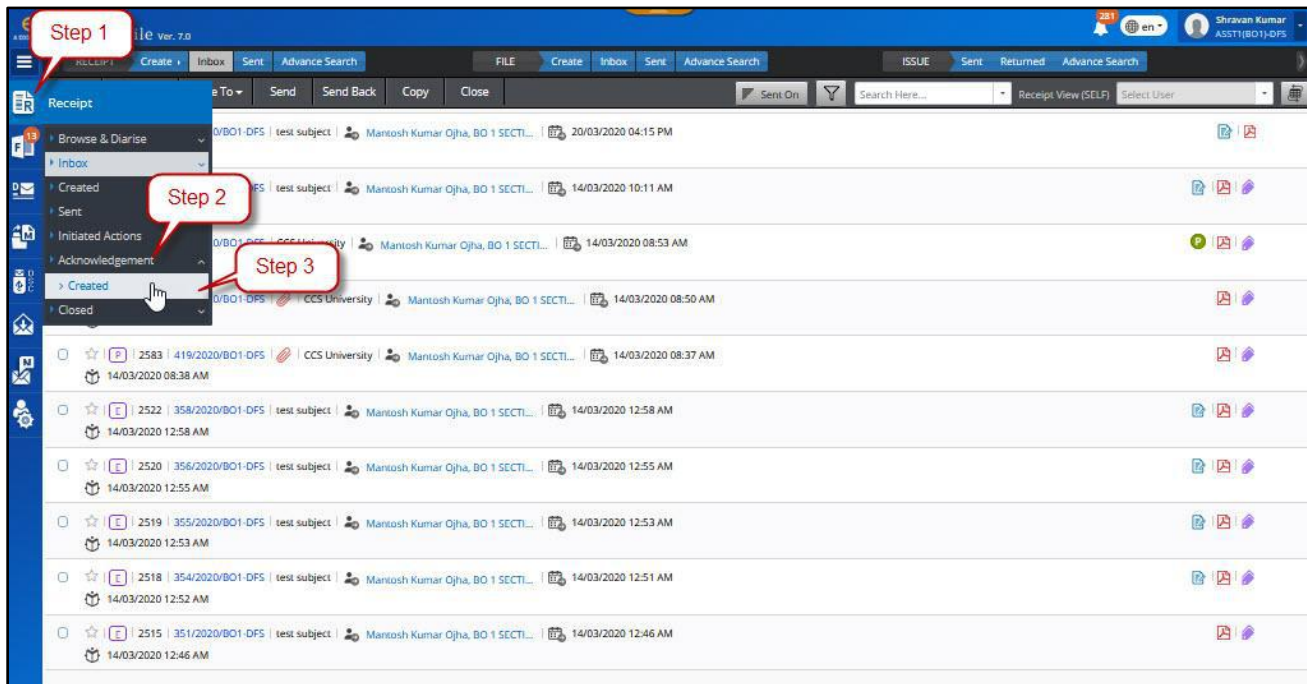 Step 1
ile Ver. 7.0
281
en
Shravan Kumar
ASST1(BO1)-DFS
RECEIPT Create Inbox Sent Advance Search FILE Create Inbox Sent Advance Search ISSUE Sent Returned Advance Search
Receipt
e To Send Send Back Copy Close Sent On Search Here... Receipt View (SELF) Select User
13
Browse & Diarise
Inbox
Created
Sent
Initiated Actions
Acknowledgement
Created
Closed
Step 2
Step 3
0/BO1-DFS test subject Mantosh Kumar Ojha, BO 1 SECTI... 20/03/2020 04:15 PM
FS test subject Mantosh Kumar Ojha, BO 1 SECTI... 14/03/2020 10:11 AM
0/BO1-DFS CCS University Mantosh Kumar Ojha, BO 1 SECTI... 14/03/2020 08:53 AM P
0/BO1-DFS CCS University Mantosh Kumar Ojha, BO 1 SECTI... 14/03/2020 08:50 AM
P 2583 419/2020/BO1-DFS CCS University Mantosh Kumar Ojha, BO 1 SECTI... 14/03/2020 08:37 AM
14/03/2020 08:38 AM
E 2522 358/2020/BO1-DFS test subject Mantosh Kumar Ojha, BO 1 SECTI... 14/03/2020 12:58 AM
14/03/2020 12:58 AM
E 2520 356/2020/BO1-DFS test subject Mantosh Kumar Ojha, BO 1 SECTI... 14/03/2020 12:55 AM
14/03/2020 12:55 AM
E 2519 355/2020/BO1-DFS test subject Mantosh Kumar Ojha, BO 1 SECTI... 14/03/2020 12:53 AM
14/03/2020 12:53 AM
E 2518 354/2020/BO1-DFS test subject Mantosh Kumar Ojha, BO 1 SECTI... 14/03/2020 12:51 AM
14/03/2020 12:52 AM
E 2515 351/2020/BO1-DFS test subject Mantosh Kumar Ojha, BO 1 SECTI... 14/03/2020 12:46 AM
14/03/2020 12:46 AM